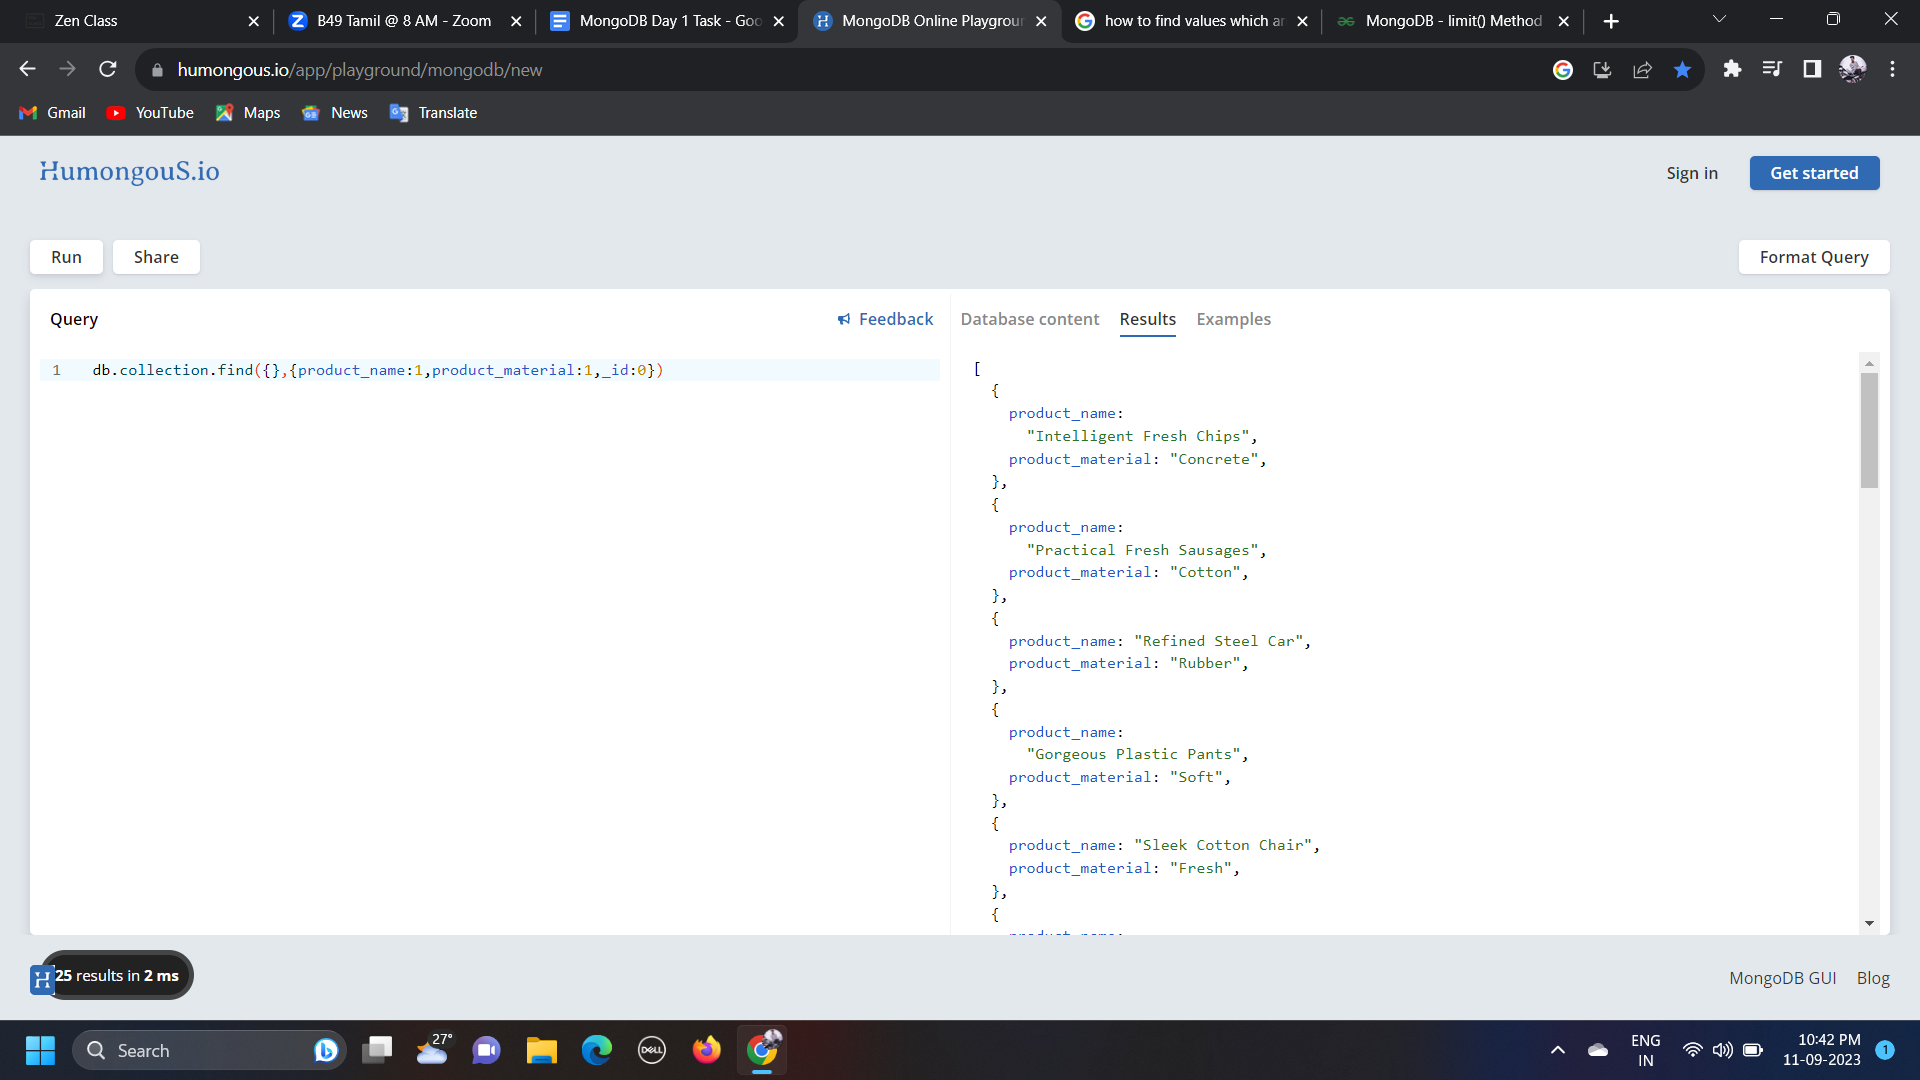 Zen Class
B49 Tamil @ 8 AM - Zoom
MongoDB Day 1 Task - Goo
MongoDB Online Playgroun
how to find values which ar
MongoDB - limit() Method
humongous.io/app/playground/mongodb/new
Gmail
YouTube
Maps
News
Translate
HumongouS.io
Sign in
Get started
Run
Share
Format Query
Query
Feedback
Database content
Results
Examples
1 db.collection.find({},{product_name:1,product_material:1,_id:0})
[
{
product_name:
"Intelligent Fresh Chips",
product_material: "Concrete",
},
{
product_name:
"Practical Fresh Sausages",
product_material: "Cotton",
},
{
product_name: "Refined Steel Car",
product_material: "Rubber",
},
{
product_name:
"Gorgeous Plastic Pants",
product_material: "Soft",
},
{
product_name: "Sleek Cotton Chair",
product_material: "Fresh",
},
{
product_name:
25 results in 2 ms
MongoDB GUI
Blog
Search
27°
DELL
ENG
IN
10:42 PM
11-09-2023
1